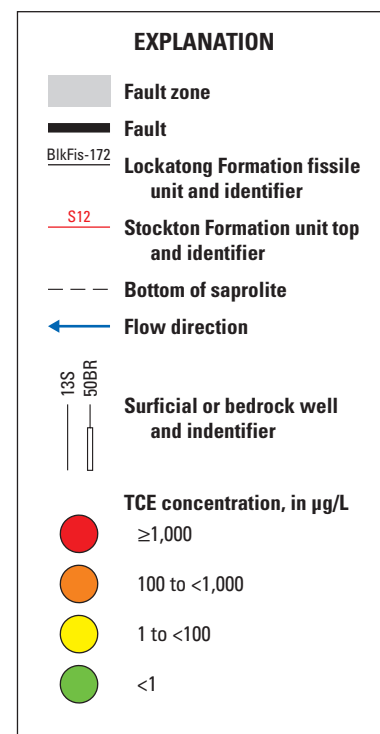 EXPLANATION
Fault zone
Fault
BlkFis-172
Lockatong Formation fissile
unit and identifier
S12
Stockton Formation unit top
and identifier
Bottom of saprolite
Flow direction
13S
50BR
Surficial or bedrock well
and indentifier
TCE concentration, in µg/L
≥1,000
100 to <1,000
1 to <100
<1